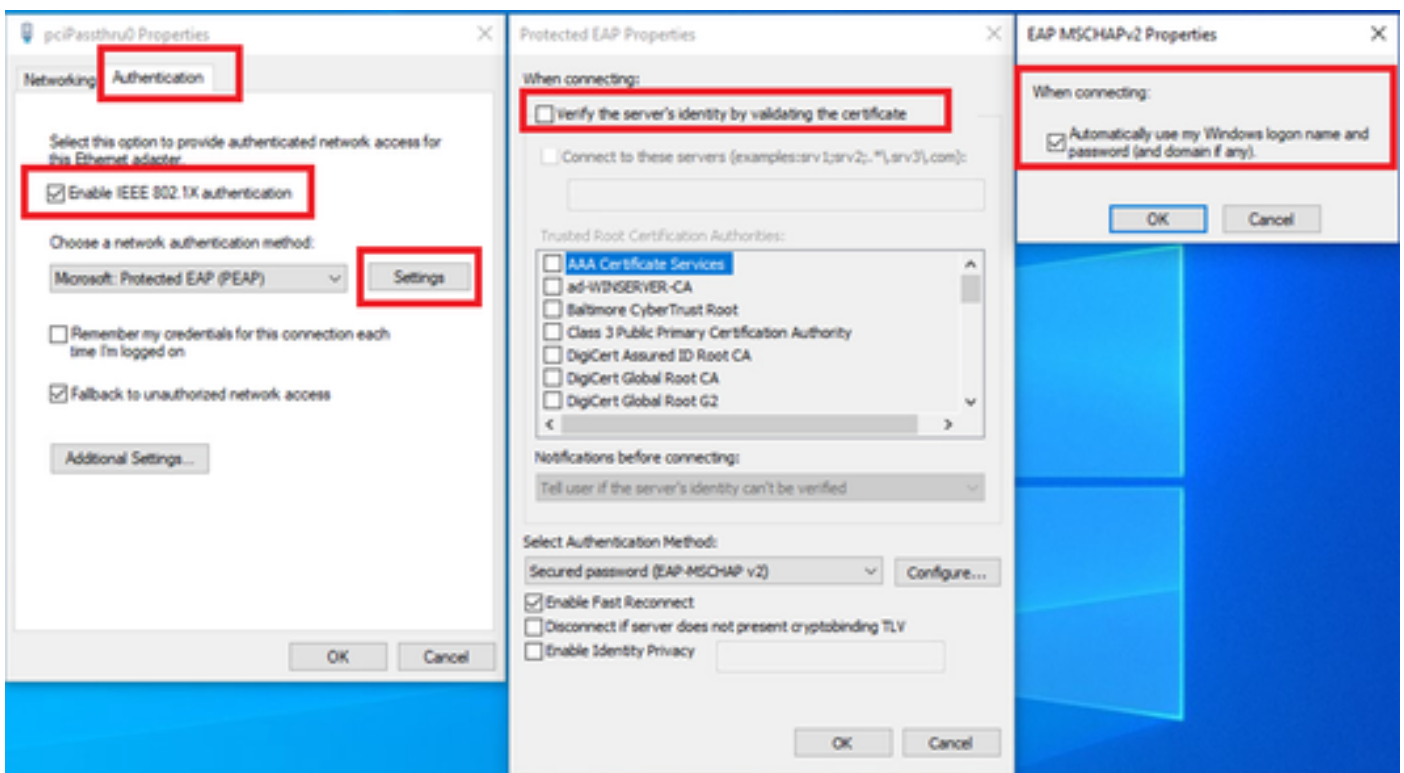 pciPassthru0 Properties
Networking
Authentication
Select this option to provide authenticated network access for
this Ethernet adapter.
Enable IEEE 802.1X authentication
Choose a network authentication method:
Microsoft: Protected EAP (PEAP)
Settings
Remember my credentials for this connection each
time I'm logged on
Fallback to unauthorized network access
Additional Settings...
OK
Cancel
Protected EAP Properties
When connecting:
Verify the server's identity by validating the certificate
Connect to these servers (examples:srv1;srv2;.*\.srv3\.com):
Trusted Root Certification Authorities:
AAA Certificate Services
ad-WINSERVER-CA
Baltimore CyberTrust Root
Class 3 Public Primary Certification Authority
DigiCert Assured ID Root CA
DigiCert Global Root CA
DigiCert Global Root G2
Notifications before connecting:
Tell user if the server's identity can't be verified
Select Authentication Method:
Secured password (EAP-MSCHAP v2)
Configure...
Enable Fast Reconnect
Disconnect if server does not present cryptobinding TLV
Enable Identity Privacy
OK
Cancel
EAP MSCHAPv2 Properties
When connecting:
Automatically use my Windows logon name and
password (and domain if any).
OK
Cancel